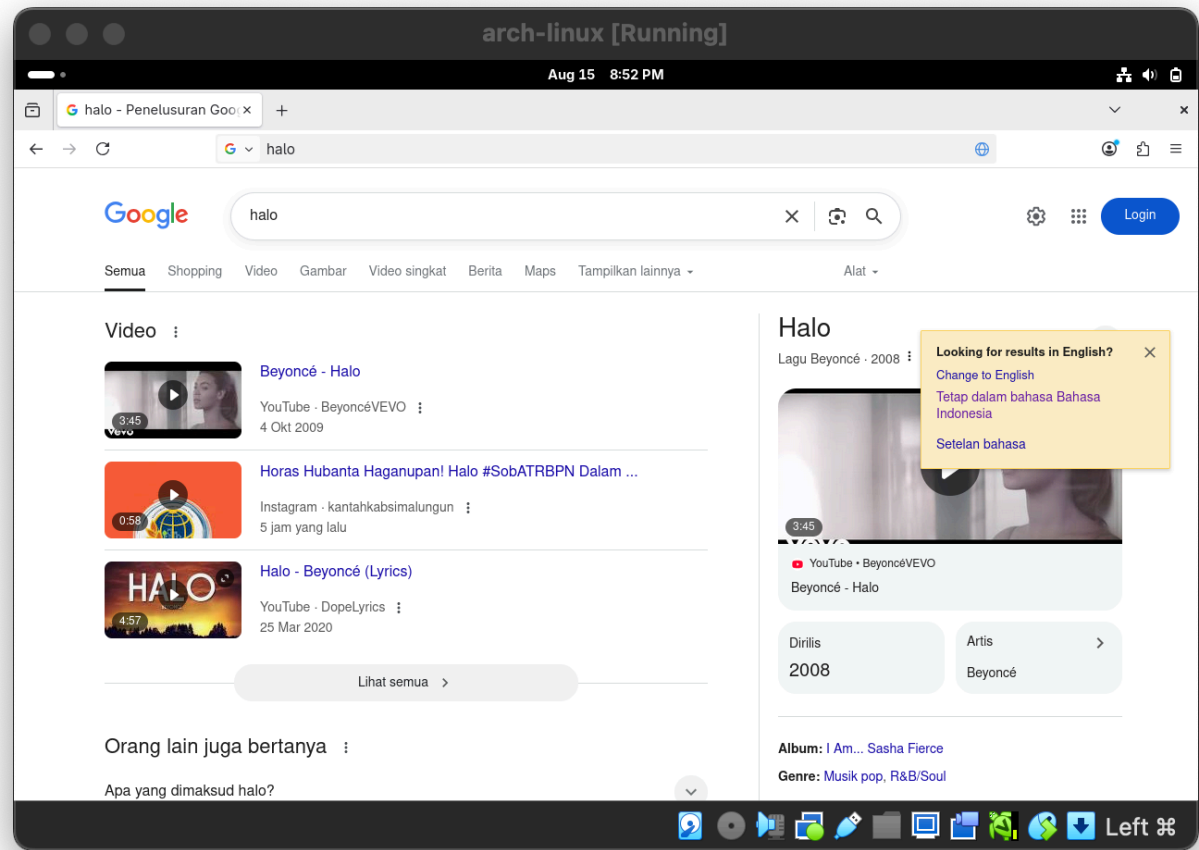 arch-linux [Running]
Aug 15 8:52 PM
halo - Penelusuran Goo
halo
Google
halo
Login
Semua Shopping Video Gambar Video singkat Berita Maps Tampilkan lainnya Alat
Video
3:45
vevo
Beyoncé - Halo
YouTube · BeyoncéVEVO
4 Okt 2009
0:58
Horas Hubanta Haganupan! Halo #SobATRBPN Dalam ...
Instagram · kantahkabsimalungun
5 jam yang lalu
HALO
4:57
Halo - Beyoncé (Lyrics)
YouTube · DopeLyrics
25 Mar 2020
Lihat semua
Orang lain juga bertanya
Apa yang dimaksud halo?
Halo
Lagu Beyoncé · 2008
Looking for results in English?
Change to English
Tetap dalam bahasa Bahasa
Indonesia
Setelan bahasa
3:45
YouTube • BeyoncéVEVO
Beyoncé - Halo
Dirilis
2008
Artis
Beyoncé
Album: I Am... Sasha Fierce
Genre: Musik pop, R&B/Soul
Left ⌘